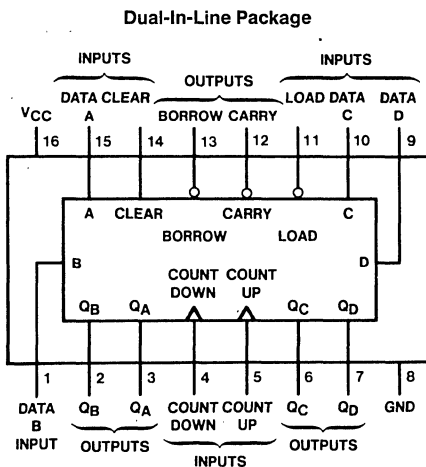 Dual-In-Line Package
INPUTS
OUTPUTS
INPUTS
VCC
DATA A
CLEAR
BORROW
CARRY
LOAD
DATA C
DATA D
16 15 14 13 12 11 10 9
A CLEAR CARRY C
BORROW LOAD
B D
COUNT DOWN
COUNT UP
QB QA QC QD
1 2 3 4 5 6 7 8
DATA B INPUT
QB
QA
COUNT DOWN
COUNT UP
QC
QD
GND
OUTPUTS
INPUTS
OUTPUTS